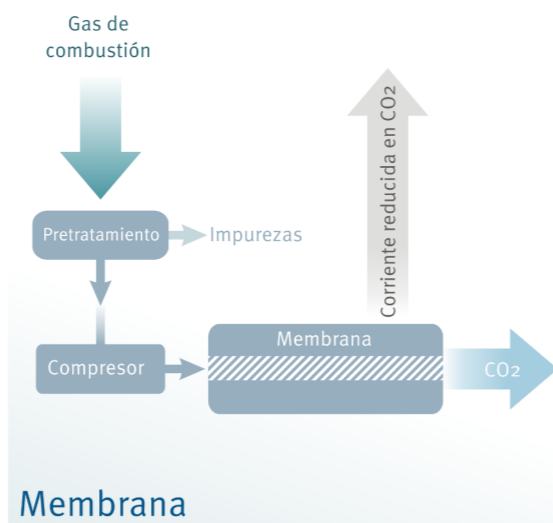 Gas de
combustión
Corriente reducida en CO2
Pretratamiento
Impurezas
Membrana
Compresor
CO2
Membrana